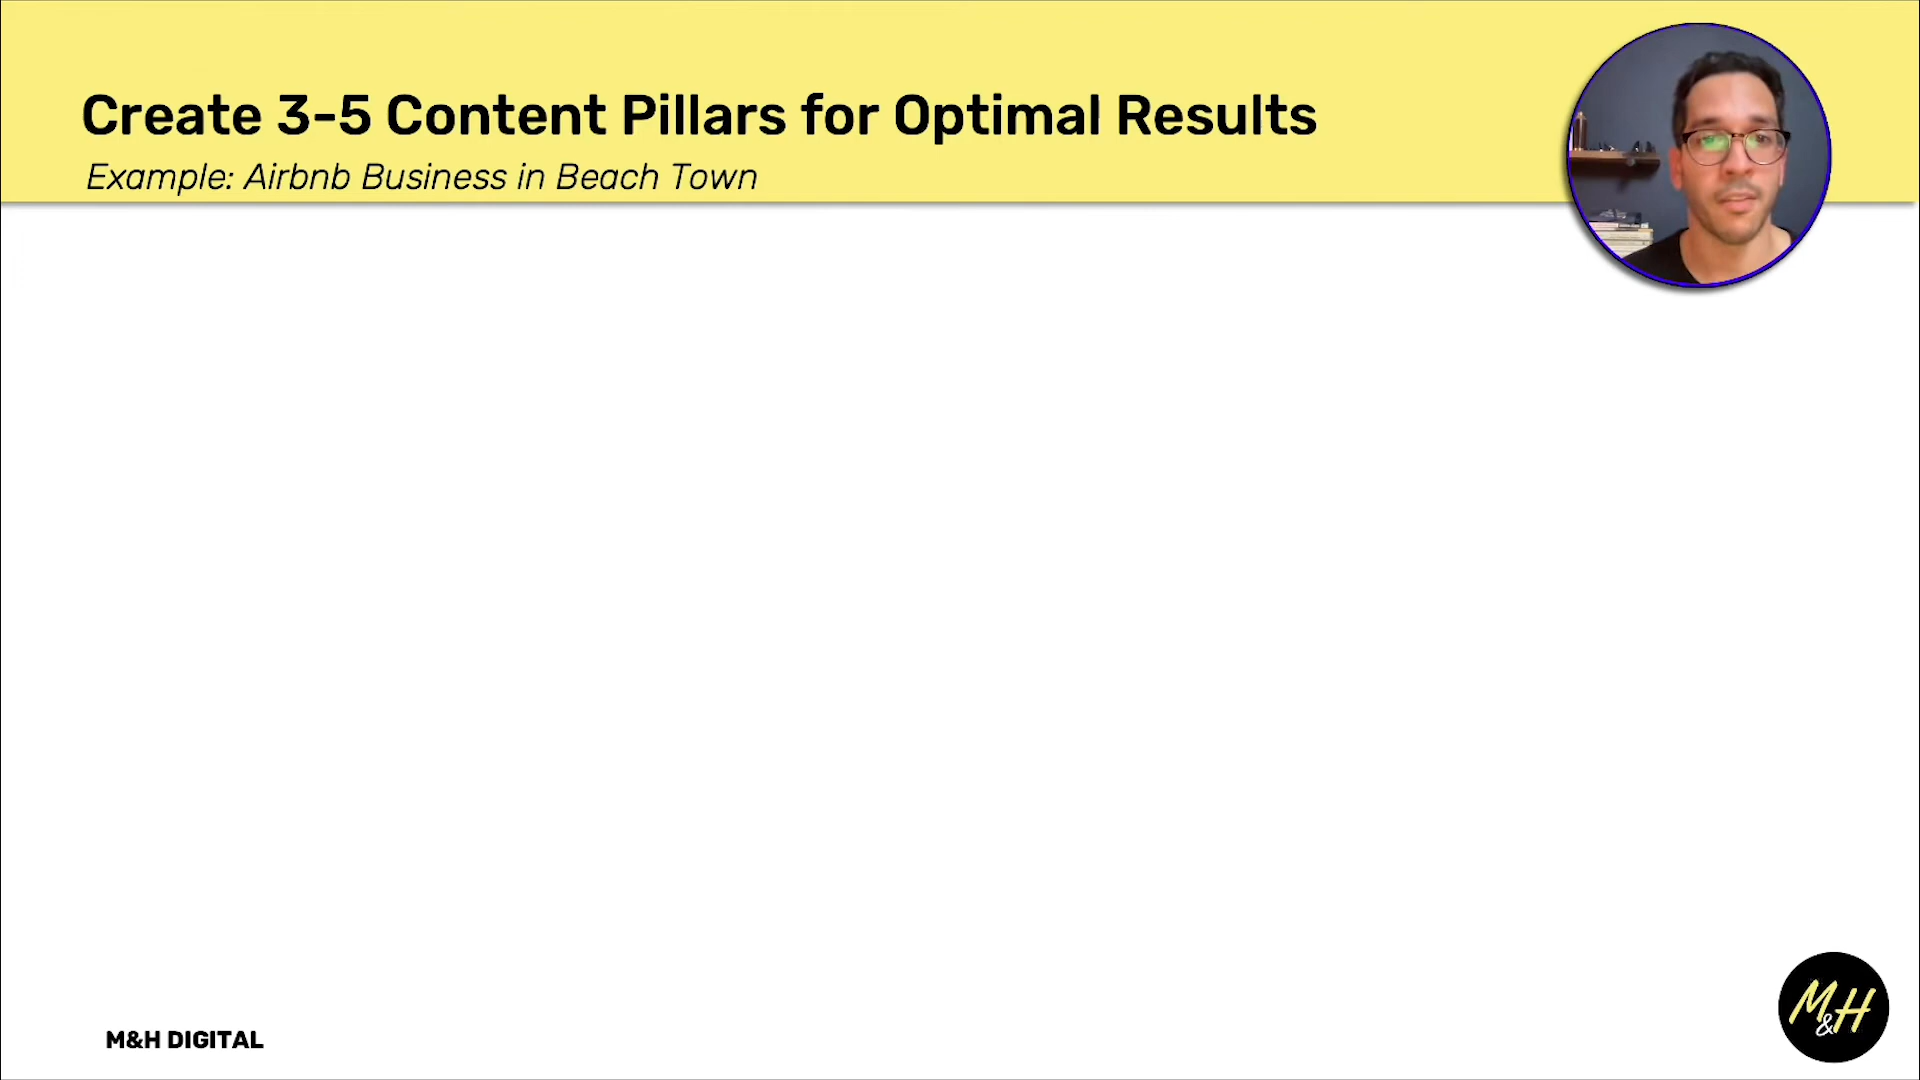 Create 3-5 Content Pillars for Optimal Results
Example: Airbnb Business in Beach Town
M&H DIGITAL
M&H